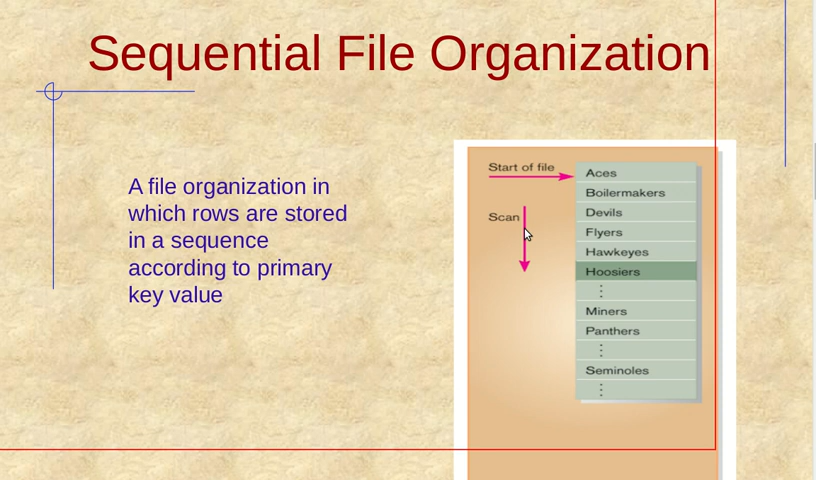 Sequential File Organization
A file organization in
which rows are stored
in a sequence
according to primary
key value
Start of file
Scan
Aces
Boilermakers
Devils
Flyers
Hawkeyes
Hoosiers
⋮
Miners
Panthers
⋮
Seminoles
⋮